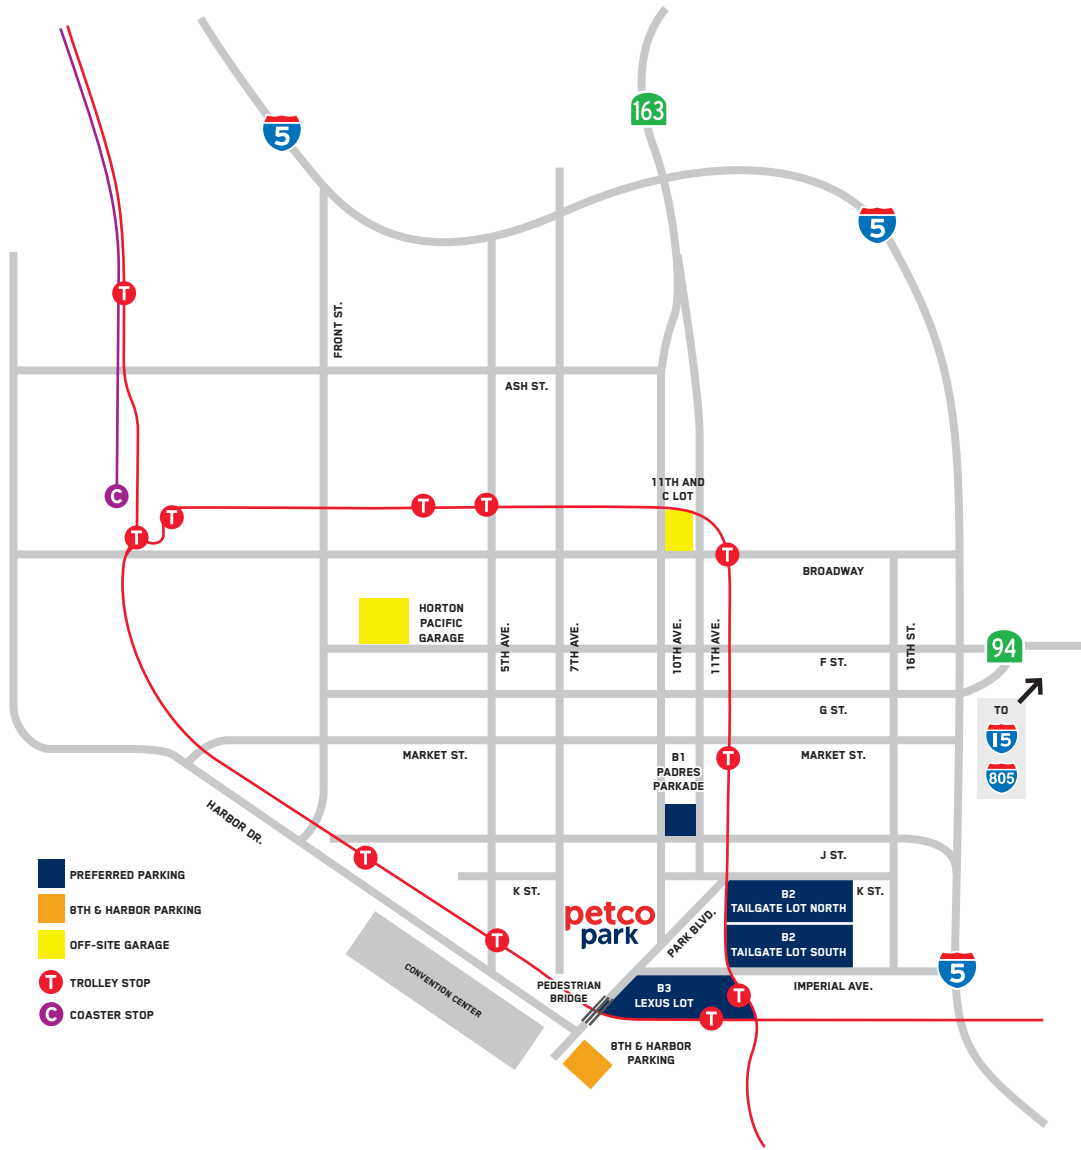 163
5
5
T
FRONT ST.
ASH ST.
11TH AND
C LOT
C
T
T
T
T
T
BROADWAY
HORTON
PACIFIC
GARAGE
5TH AVE.
7TH AVE.
10TH AVE.
11TH AVE.
16TH ST.
94
F ST.
G ST.
TO
15
805
MARKET ST.
MARKET ST.
B1
PADRES
PARKADE
T
HARBOR DR.
J ST.
T
PREFERRED PARKING
8TH & HARBOR PARKING
OFF-SITE GARAGE
T TROLLEY STOP
C COASTER STOP
K ST.
K ST.
B2
TAILGATE LOT NORTH
B2
TAILGATE LOT SOUTH
petco
park
PARK BLVD.
T
5
CONVENTION CENTER
PEDESTRIAN
BRIDGE
B3
LEXUS LOT
IMPERIAL AVE.
T
T
8TH & HARBOR
PARKING